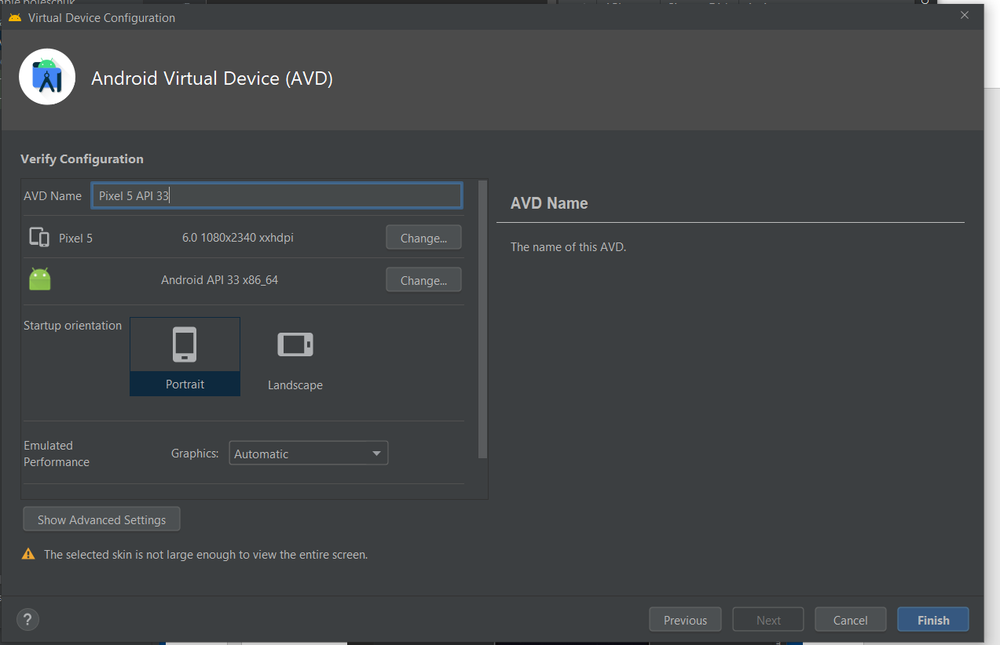 Virtual Device Configuration
Android Virtual Device (AVD)
Verify Configuration
AVD Name Pixel 5 API 33
Pixel 5 6.0 1080x2340 xxhdpi Change...
Android API 33 x86_64 Change...
Startup orientation
Portrait
Landscape
Emulated
Performance
Graphics: Automatic
Show Advanced Settings
The selected skin is not large enough to view the entire screen.
AVD Name
The name of this AVD.
?
Previous Next Cancel Finish